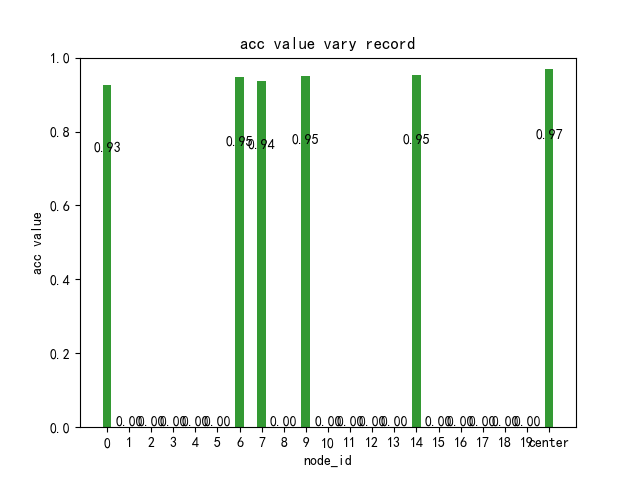 acc value vary record
1.0
0.8
0.6
0.4
0.2
0.0
acc value
0.93 0.00 0.00 0.00 0.00 0.00 0.95 0.94 0.00 0.95 0.00 0.00 0.00 0.00 0.95 0.00 0.00 0.00 0.00 0.00 0.97
0 1 2 3 4 5 6 7 8 9 10 11 12 13 14 15 16 17 18 19 center
node_id